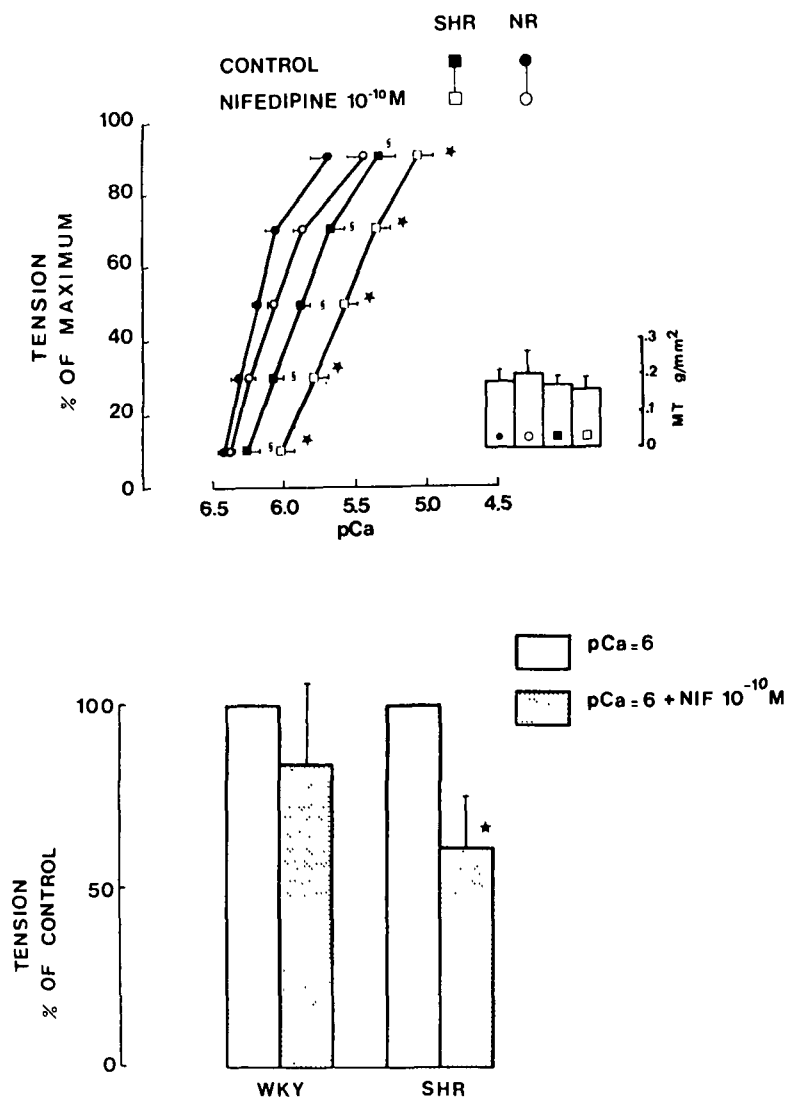 SHR NR
CONTROL
NIFEDIPINE 10⁻¹⁰M
100
80
60
40
20
0
TENSION
% OF MAXIMUM
6.5 6.0 5.5 5.0 4.5
pCa
§
§
§
§
§
.3
.2
.1
0
MT g/mm²
pCa=6
pCa=6 + NIF 10⁻¹⁰M
100
50
0
TENSION
% OF CONTROL
WKY SHR